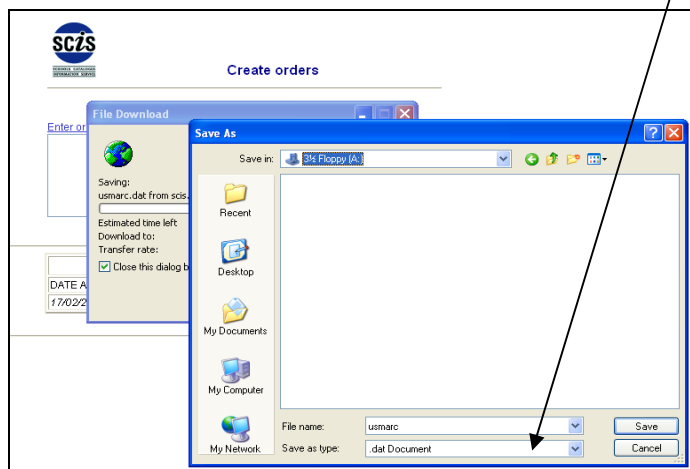 scis
SCHOOLS CATALOGUE
INFORMATION SERVICE
Create orders
Enter or
File Download
Saving:
usmarc.dat from scis.
Estimated time left
Download to:
Transfer rate:
Close this dialog b
DATE A
17/02/2
Save As
Save in:
3½ Floppy (A:)
Recent
Desktop
My Documents
My Computer
My Network
File name:
usmarc
Save
Save as type:
.dat Document
Cancel